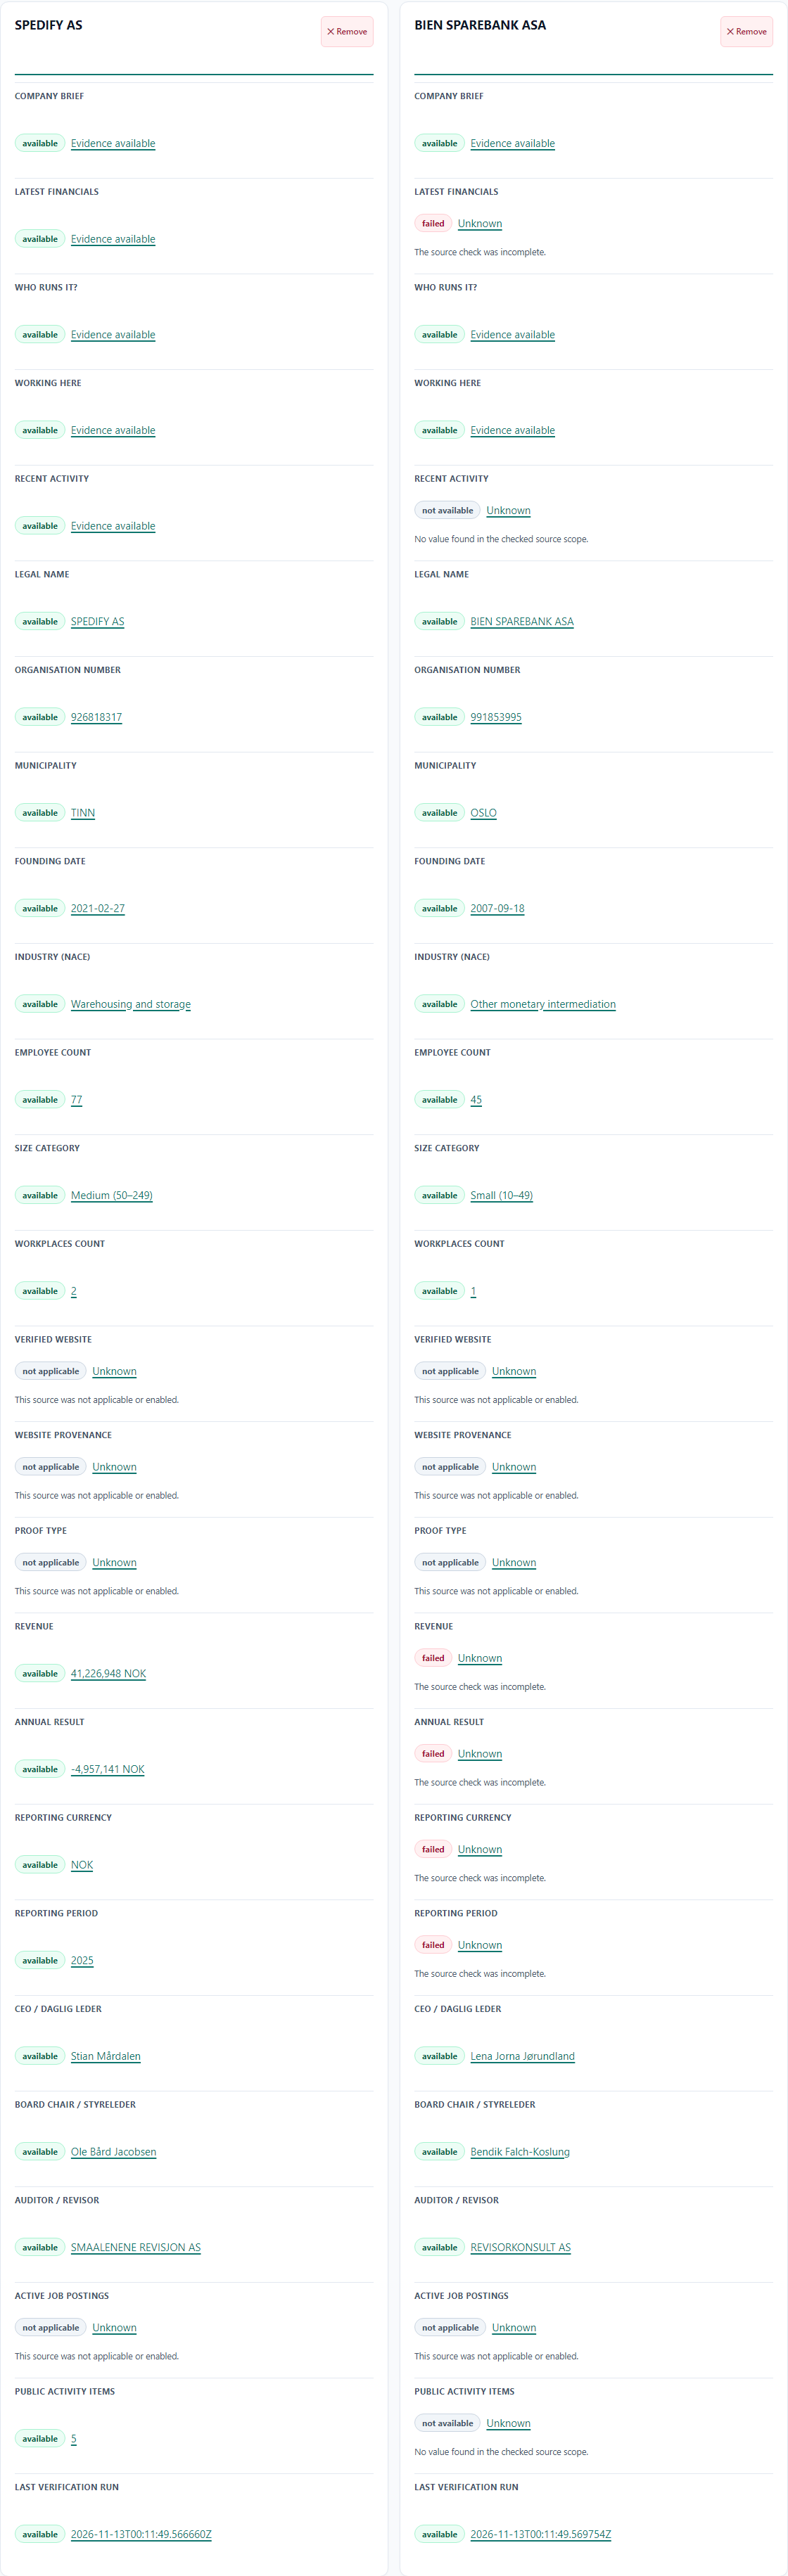 SPEDIFY AS
✕ Remove
COMPANY BRIEF
available Evidence available
LATEST FINANCIALS
available Evidence available
WHO RUNS IT?
available Evidence available
WORKING HERE
available Evidence available
RECENT ACTIVITY
available Evidence available
LEGAL NAME
available SPEDIFY AS
ORGANISATION NUMBER
available 926818317
MUNICIPALITY
available TINN
FOUNDING DATE
available 2021-02-27
INDUSTRY (NACE)
available Warehousing and storage
EMPLOYEE COUNT
available 77
SIZE CATEGORY
available Medium (50–249)
WORKPLACES COUNT
available 2
VERIFIED WEBSITE
not applicable Unknown
This source was not applicable or enabled.
WEBSITE PROVENANCE
not applicable Unknown
This source was not applicable or enabled.
PROOF TYPE
not applicable Unknown
This source was not applicable or enabled.
REVENUE
available 41,226,948 NOK
ANNUAL RESULT
available -4,957,141 NOK
REPORTING CURRENCY
available NOK
REPORTING PERIOD
available 2025
CEO / DAGLIG LEDER
available Stian Mårdalen
BOARD CHAIR / STYRELEDER
available Ole Bård Jacobsen
AUDITOR / REVISOR
available SMAALENENE REVISJON AS
ACTIVE JOB POSTINGS
not applicable Unknown
This source was not applicable or enabled.
PUBLIC ACTIVITY ITEMS
available 5
LAST VERIFICATION RUN
available 2026-11-13T00:11:49.566660Z
BIEN SPAREBANK ASA
✕ Remove
COMPANY BRIEF
available Evidence available
LATEST FINANCIALS
failed Unknown
The source check was incomplete.
WHO RUNS IT?
available Evidence available
WORKING HERE
available Evidence available
RECENT ACTIVITY
not available Unknown
No value found in the checked source scope.
LEGAL NAME
available BIEN SPAREBANK ASA
ORGANISATION NUMBER
available 991853995
MUNICIPALITY
available OSLO
FOUNDING DATE
available 2007-09-18
INDUSTRY (NACE)
available Other monetary intermediation
EMPLOYEE COUNT
available 45
SIZE CATEGORY
available Small (10–49)
WORKPLACES COUNT
available 1
VERIFIED WEBSITE
not applicable Unknown
This source was not applicable or enabled.
WEBSITE PROVENANCE
not applicable Unknown
This source was not applicable or enabled.
PROOF TYPE
not applicable Unknown
This source was not applicable or enabled.
REVENUE
failed Unknown
The source check was incomplete.
ANNUAL RESULT
failed Unknown
The source check was incomplete.
REPORTING CURRENCY
failed Unknown
The source check was incomplete.
REPORTING PERIOD
failed Unknown
The source check was incomplete.
CEO / DAGLIG LEDER
available Lena Jorna Jørundland
BOARD CHAIR / STYRELEDER
available Bendik Falch-Koslung
AUDITOR / REVISOR
available REVISORKONSULT AS
ACTIVE JOB POSTINGS
not applicable Unknown
This source was not applicable or enabled.
PUBLIC ACTIVITY ITEMS
not available Unknown
No value found in the checked source scope.
LAST VERIFICATION RUN
available 2026-11-13T00:11:49.569754Z